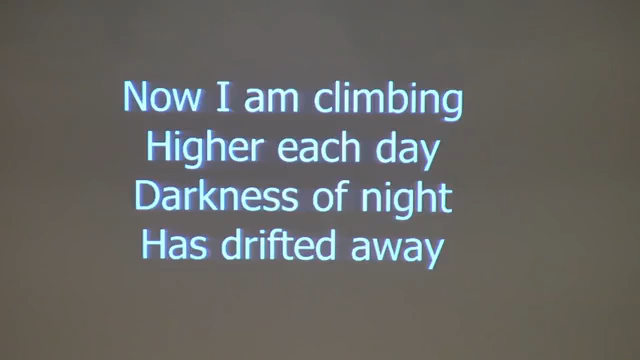 Now I am climbing
Higher each day
Darkness of night
Has drifted away